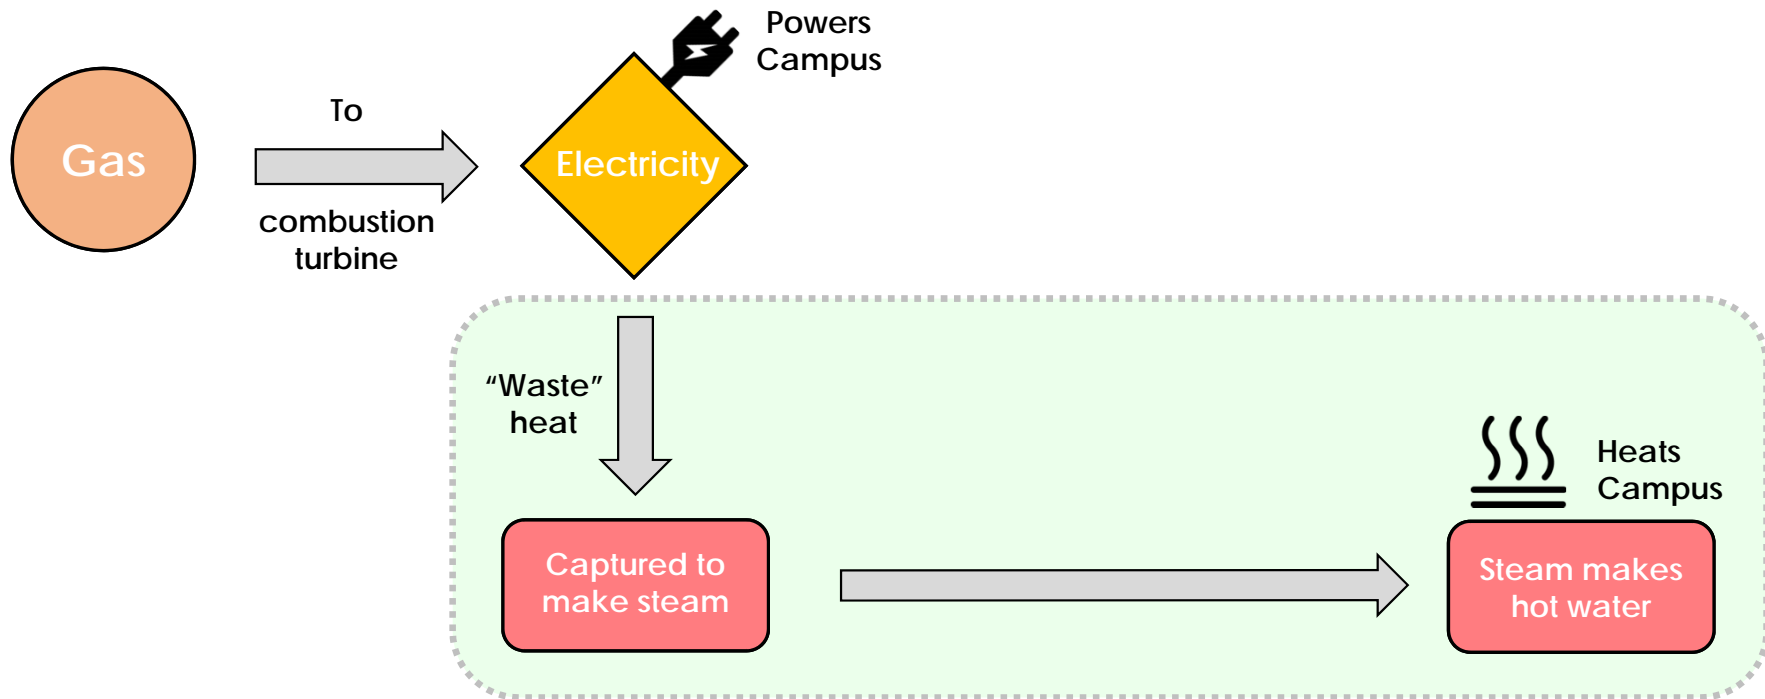 Powers
Campus
Gas
To
combustion
turbine
Electricity
“Waste”
heat
Captured to
make steam
Heats
Campus
Steam makes
hot water